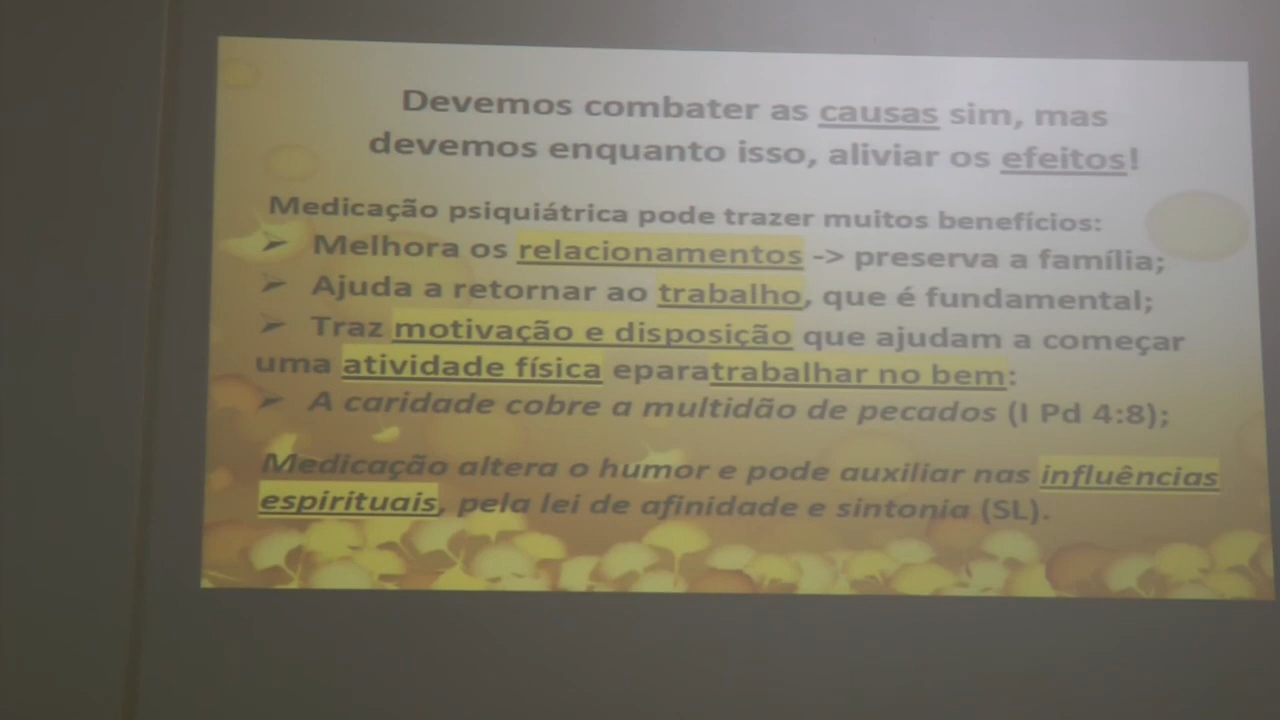 Devemos combater as causas sim, mas
devemos enquanto isso, aliviar os efeitos!
Medicação psiquiátrica pode trazer muitos benefícios:
➢ Melhora os relacionamentos -> preserva a família;
➢ Ajuda a retornar ao trabalho, que é fundamental;
➢ Traz motivação e disposição que ajudam a começar
uma atividade física eparatrabalhar no bem:
➢ A caridade cobre a multidão de pecados (I Pd 4:8);
Medicação altera o humor e pode auxiliar nas influências
espirituais, pela lei de afinidade e sintonia (SL).